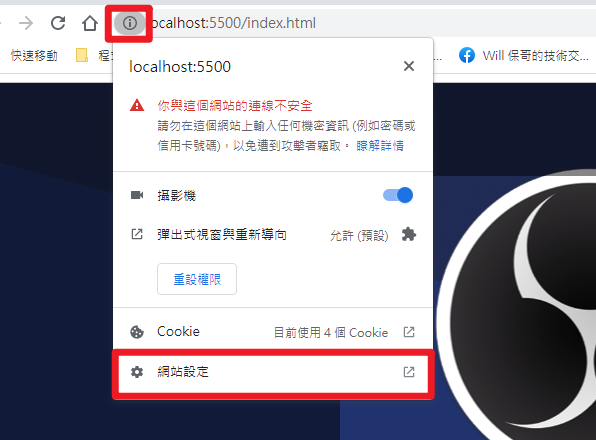 localhost:5500/index.html
快速移動
Will 保哥的技術交...
localhost:5500
你與這個網站的連線不安全
請勿在這個網站上輸入任何機密資訊 (例如密碼或
信用卡號碼)，以免遭到攻擊者竊取。 瞭解詳情
攝影機
彈出式視窗與重新導向 允許 (預設)
重設權限
Cookie 目前使用 4 個 Cookie
網站設定